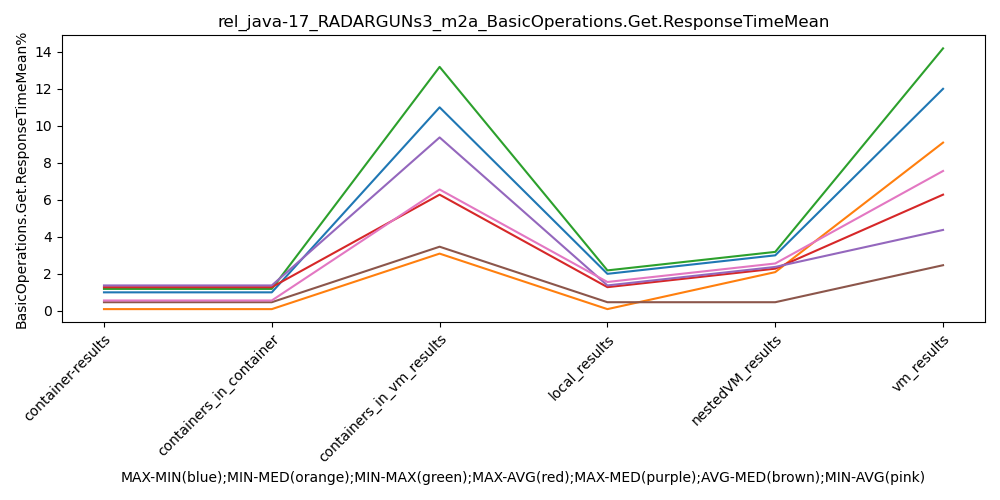 rel_java-17_RADARGUNs3_m2a_BasicOperations.Get.ResponseTimeMean
BasicOperations.Get.ResponseTimeMean%
14
12
10
8
6
4
2
0
container-results
containers_in_container
containers_in_vm_results
local_results
nestedVM_results
vm_results
MAX-MIN(blue);MIN-MED(orange);MIN-MAX(green);MAX-AVG(red);MAX-MED(purple);AVG-MED(brown);MIN-AVG(pink)